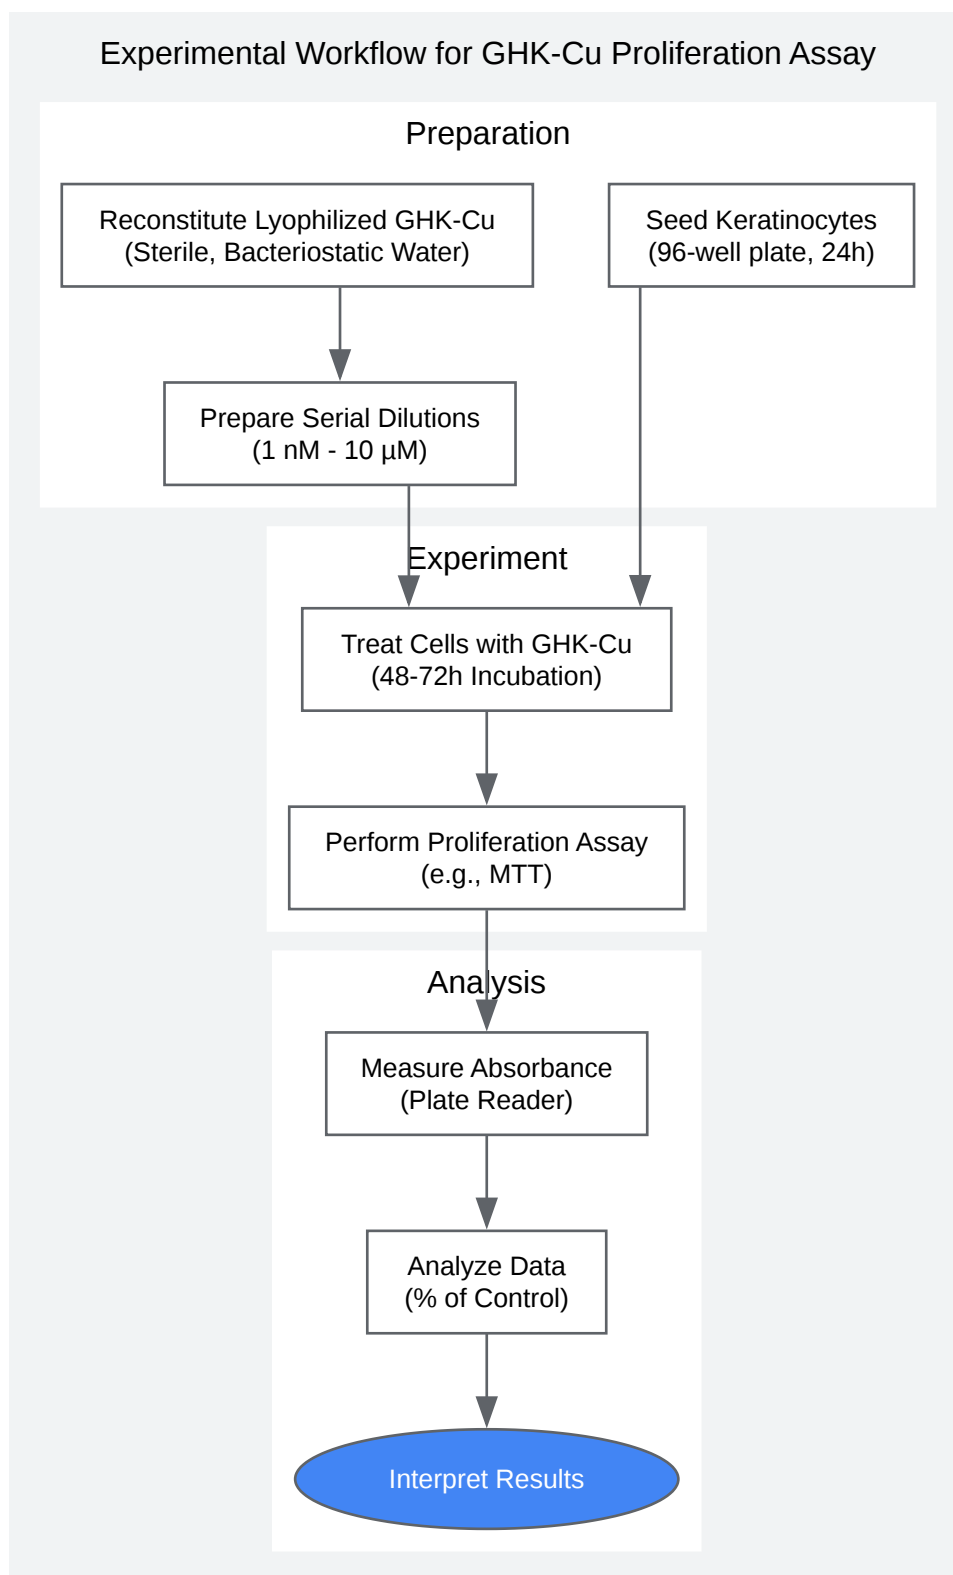 Experimental Workflow for GHK-Cu Proliferation Assay
Preparation
Reconstitute Lyophilized GHK-Cu
(Sterile, Bacteriostatic Water)
Seed Keratinocytes
(96-well plate, 24h)
Prepare Serial Dilutions
(1 nM - 10 µM)
Experiment
Treat Cells with GHK-Cu
(48-72h Incubation)
Perform Proliferation Assay
(e.g., MTT)
Analysis
Measure Absorbance
(Plate Reader)
Analyze Data
(% of Control)
Interpret Results